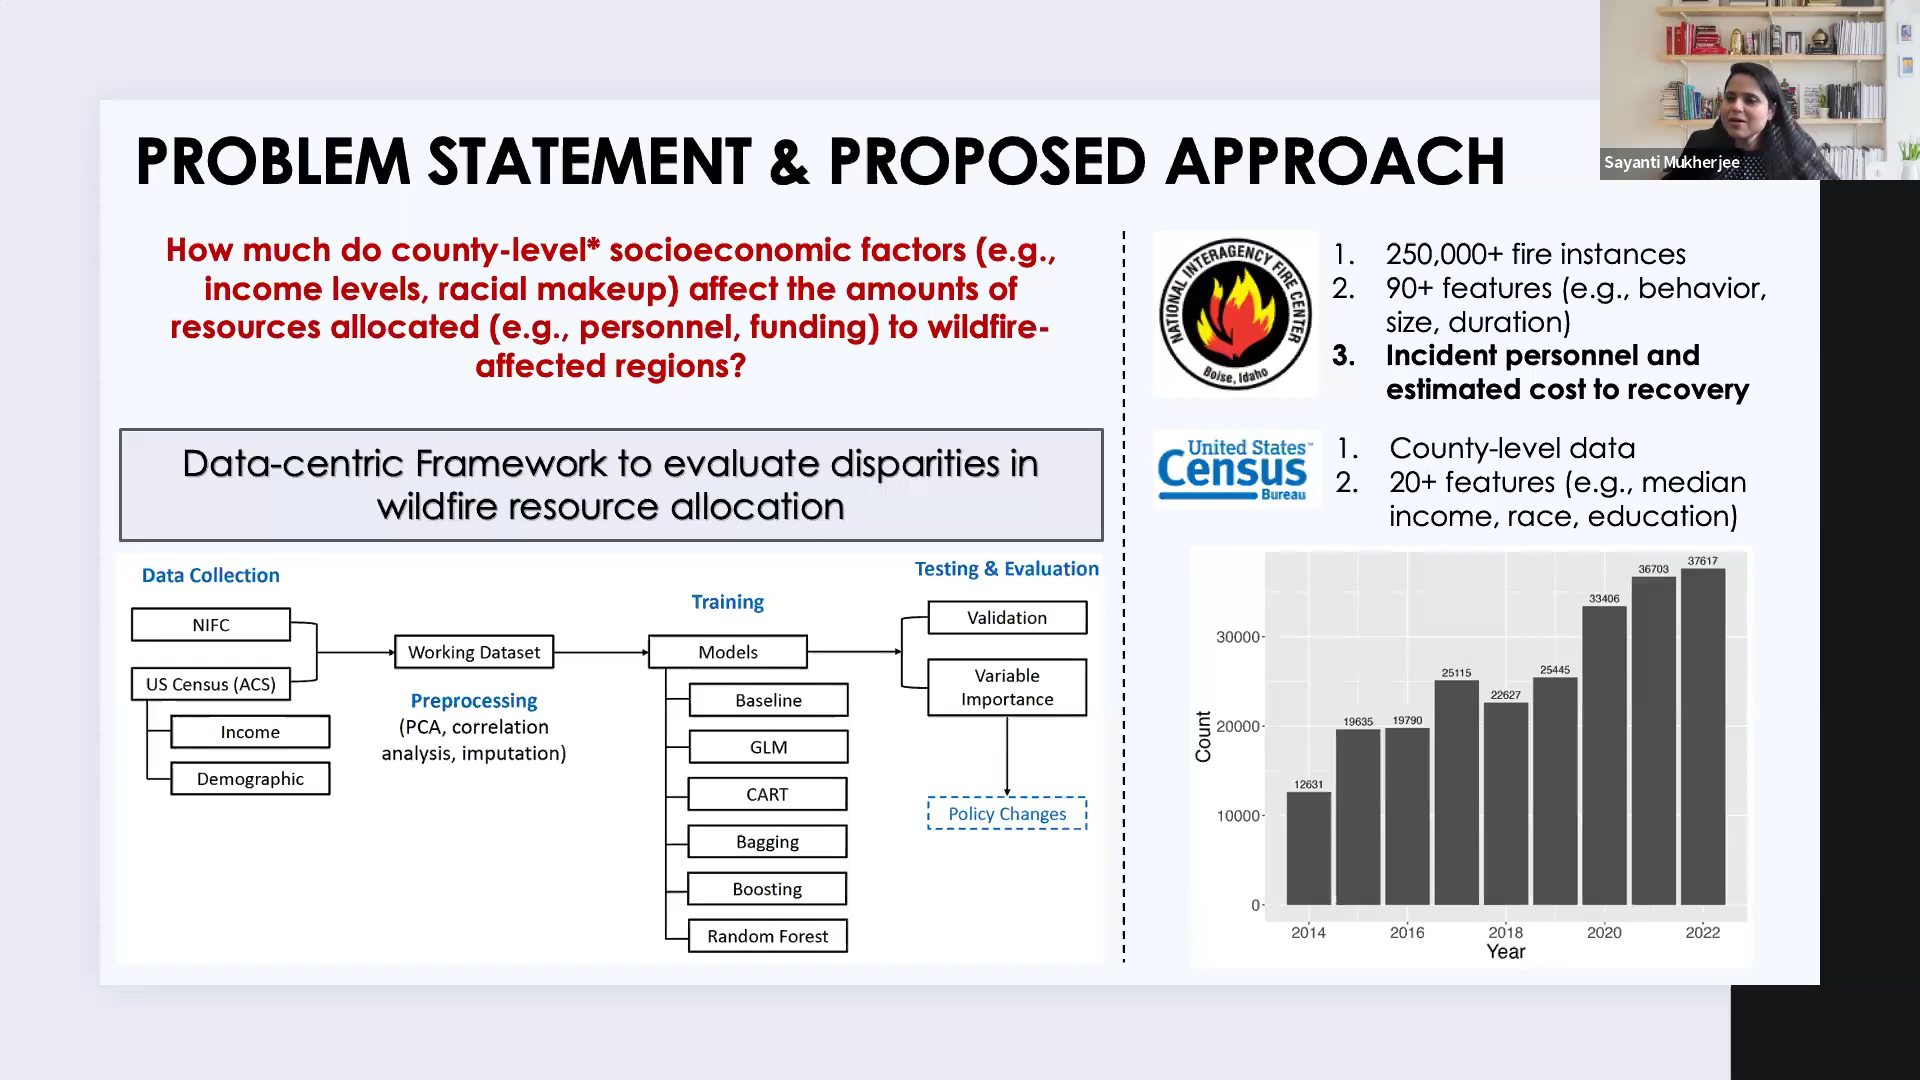 Sayanti Mukherjee
PROBLEM STATEMENT & PROPOSED APPROACH
How much do county-level* socioeconomic factors (e.g.,
income levels, racial makeup) affect the amounts of
resources allocated (e.g., personnel, funding) to wildfire-
affected regions?
Data-centric Framework to evaluate disparities in
wildfire resource allocation
Data Collection
NIFC
US Census (ACS)
Income
Demographic
Working Dataset
Preprocessing
(PCA, correlation
analysis, imputation)
Training
Models
Baseline
GLM
CART
Bagging
Boosting
Random Forest
Testing & Evaluation
Validation
Variable
Importance
Policy Changes
NATIONAL INTERAGENCY FIRE CENTER
Boise, Idaho
1. 250,000+ fire instances
2. 90+ features (e.g., behavior,
size, duration)
3. Incident personnel and
estimated cost to recovery
United States™
Census
Bureau
1. County-level data
2. 20+ features (e.g., median
income, race, education)
Count
30000
20000
10000
0
12631
19635
19790
25115
22627
25445
33406
36703
37617
2014
2016
2018
2020
2022
Year